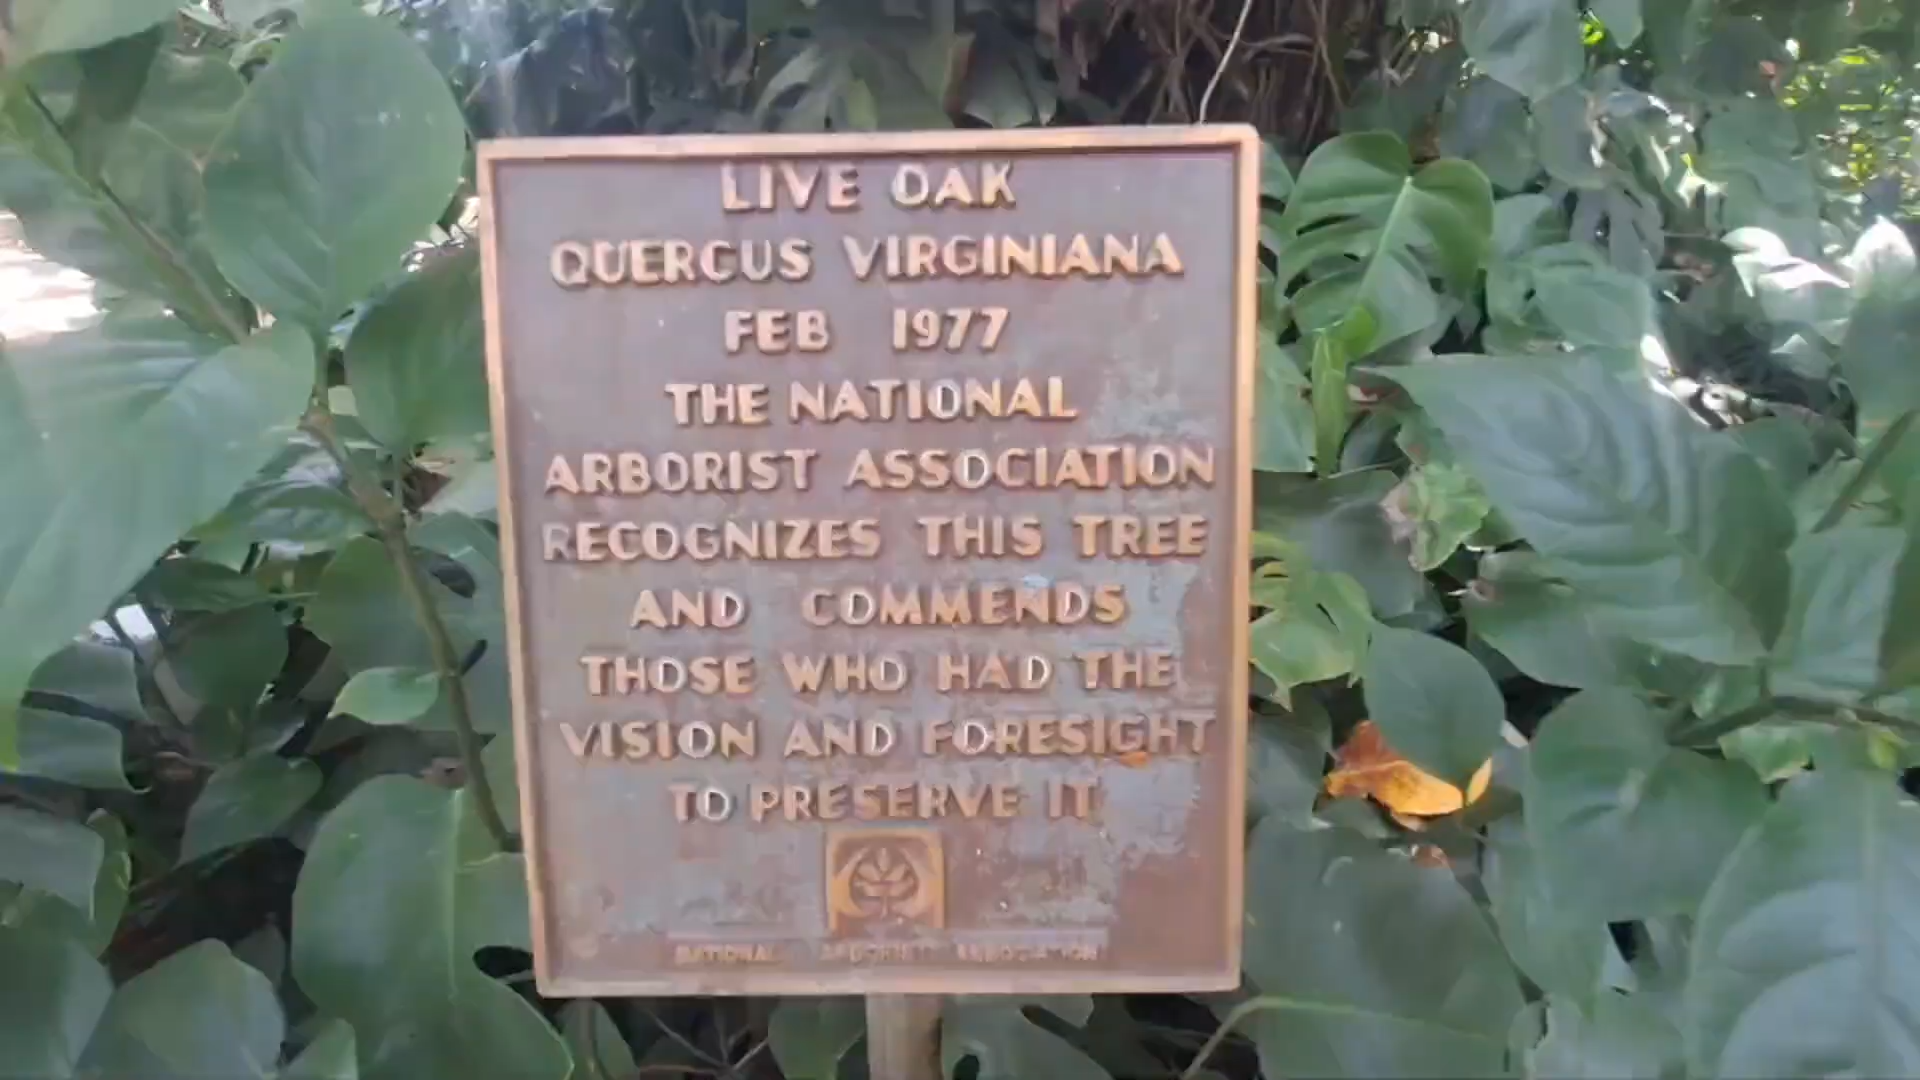 LIVE OAK
QUERCUS VIRGINIANA
FEB 1977
THE NATIONAL
ARBORIST ASSOCIATION
RECOGNIZES THIS TREE
AND COMMENDS
THOSE WHO HAD THE
VISION AND FORESIGHT
TO PRESERVE IT
NATIONAL ARBORIST ASSOCIATION